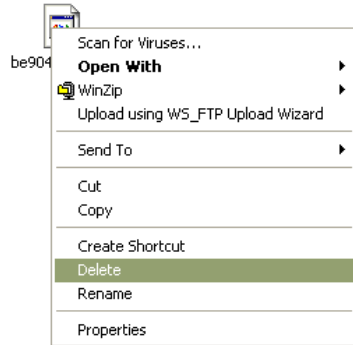 be904
Scan for Viruses...
Open With
WinZip
Upload using WS_FTP Upload Wizard
Send To
Cut
Copy
Create Shortcut
Delete
Rename
Properties